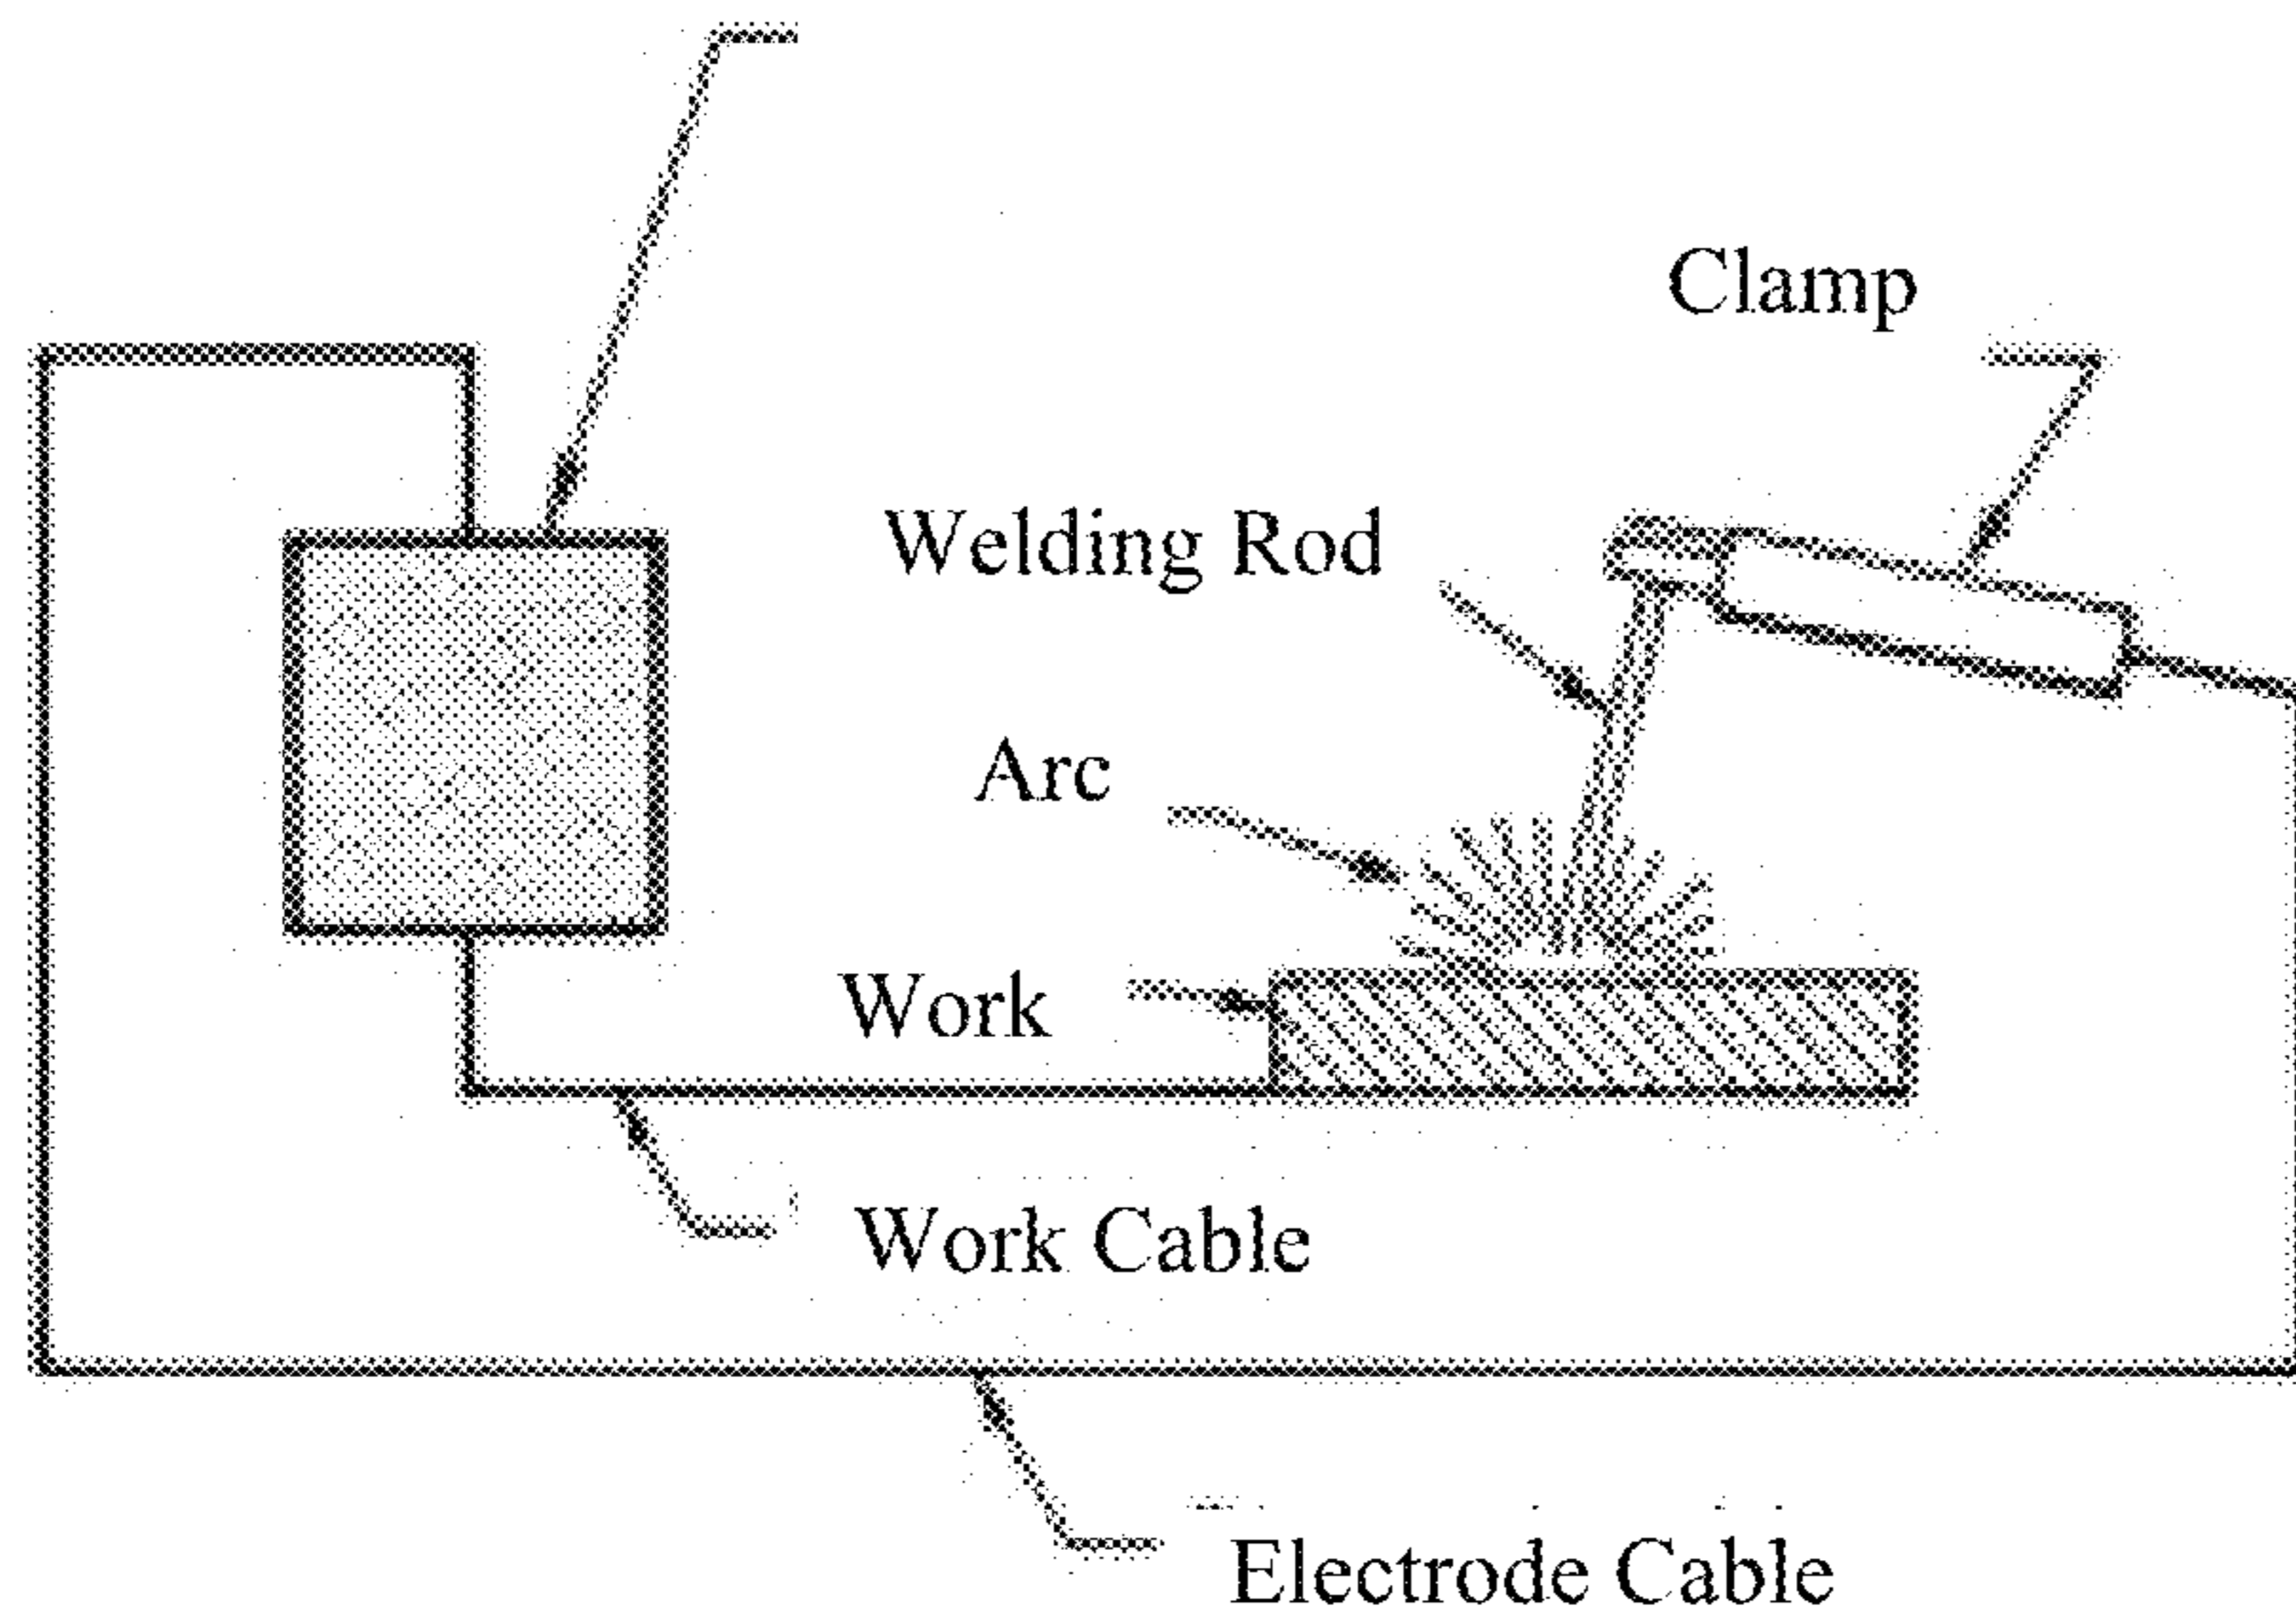 Clamp
Welding Rod
Arc
Work
Work Cable
Electrode Cable